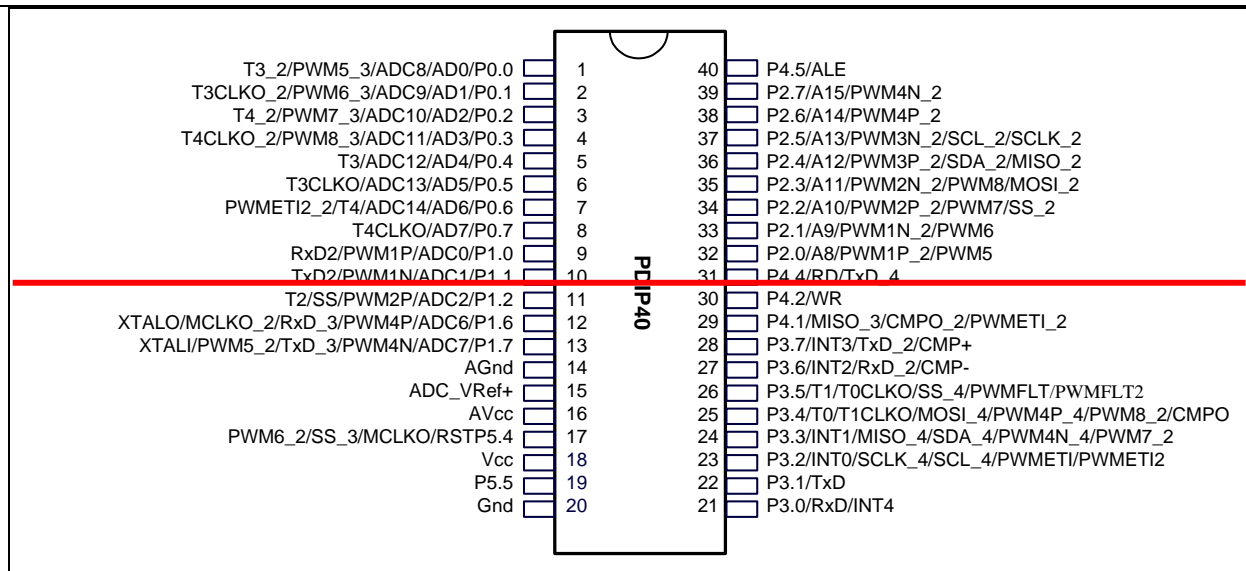 T3_2/PWM5_3/ADC8/AD0/P0.0 1 40 P4.5/ALE
T3CLKO_2/PWM6_3/ADC9/AD1/P0.1 2 39 P2.7/A15/PWM4N_2
T4_2/PWM7_3/ADC10/AD2/P0.2 3 38 P2.6/A14/PWM4P_2
T4CLKO_2/PWM8_3/ADC11/AD3/P0.3 4 37 P2.5/A13/PWM3N_2/SCL_2/SCLK_2
T3/ADC12/AD4/P0.4 5 36 P2.4/A12/PWM3P_2/SDA_2/MISO_2
T3CLKO/ADC13/AD5/P0.5 6 35 P2.3/A11/PWM2N_2/PWM8/MOSI_2
PWMETI2_2/T4/ADC14/AD6/P0.6 7 34 P2.2/A10/PWM2P_2/PWM7/SS_2
T4CLKO/AD7/P0.7 8 33 P2.1/A9/PWM1N_2/PWM6
RxD2/PWM1P/ADC0/P1.0 9 32 P2.0/A8/PWM1P_2/PWM5
TxD2/PWM1N/ADC1/P1.1 10 31 P4.4/RD/TxD_4
PDIP40
T2/SS/PWM2P/ADC2/P1.2 11 30 P4.2/WR
XTALO/MCLKO_2/RxD_3/PWM4P/ADC6/P1.6 12 29 P4.1/MISO_3/CMPO_2/PWMETI_2
XTALI/PWM5_2/TxD_3/PWM4N/ADC7/P1.7 13 28 P3.7/INT3/TxD_2/CMP+
AGnd 14 27 P3.6/INT2/RxD_2/CMP-
ADC_VRef+ 15 26 P3.5/T1/T0CLKO/SS_4/PWMFLT/PWMFLT2
AVcc 16 25 P3.4/T0/T1CLKO/MOSI_4/PWM4P_4/PWM8_2/CMPO
PWM6_2/SS_3/MCLKO/RSTP5.4 17 24 P3.3/INT1/MISO_4/SDA_4/PWM4N_4/PWM7_2
Vcc 18 23 P3.2/INT0/SCLK_4/SCL_4/PWMETI/PWMETI2
P5.5 19 22 P3.1/TxD
Gnd 20 21 P3.0/RxD/INT4